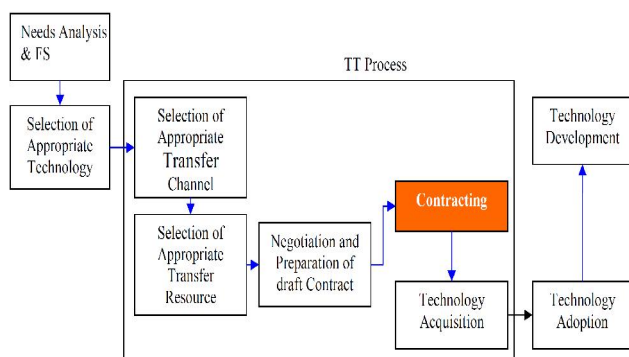 Needs Analysis
& FS
TT Process
Selection of
Appropriate
Technology
Selection of
Appropriate
Transfer
Channel
Technology
Development
Contracting
Selection of
Appropriate
Transfer
Resource
Negotiation and
Preparation of
draft Contract
Technology
Acquisition
Technology
Adoption